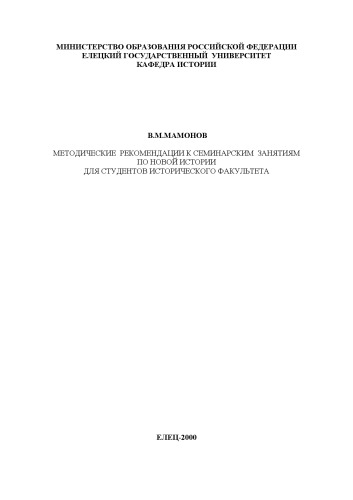 МИНИСТЕРСТВО ОБРАЗОВАНИЯ РОССИЙСКОЙ ФЕДЕРАЦИИ
ЕЛЕЦКИЙ ГОСУДАРСТВЕННЫЙ УНИВЕРСИТЕТ
КАФЕДРА ИСТОРИИ
В.М.МАМОНОВ
МЕТОДИЧЕСКИЕ РЕКОМЕНДАЦИИ К СЕМИНАРСКИМ ЗАНЯТИЯМ
ПО НОВОЙ ИСТОРИИ
ДЛЯ СТУДЕНТОВ ИСТОРИЧЕСКОГО ФАКУЛЬТЕТА
ЕЛЕЦ-2000